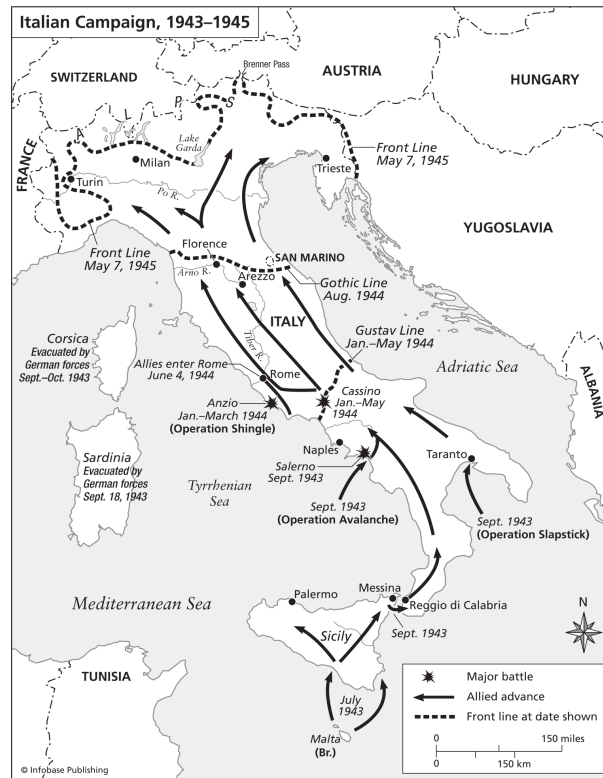 Italian Campaign, 1943–1945
Brenner Pass
SWITZERLAND
AUSTRIA
HUNGARY
A L P S
Lake
Garda
FRANCE
Milan
Turin
Po R.
Trieste
Front Line
May 7, 1945
YUGOSLAVIA
Front Line
May 7, 1945
Florence
SAN MARINO
Arno R.
Arezzo
Gothic Line
Aug. 1944
ITALY
Gustav Line
Jan.–May 1944
Tiber R.
Corsica
Evacuated by
German forces
Sept.–Oct. 1943
Adriatic Sea
ALBANIA
Allies enter Rome
June 4, 1944
Rome
Anzio
Jan.–March 1944
(Operation Shingle)
Cassino
Jan.–May
1944
Sardinia
Evacuated by
German forces
Sept. 18, 1943
Naples
Salerno
Sept. 1943
Taranto
Tyrrhenian
Sea
Sept. 1943
(Operation Avalanche)
Sept. 1943
(Operation Slapstick)
Mediterranean Sea
Palermo
Messina
Reggio di Calabria
Sept. 1943
Sicily
N
TUNISIA
July
1943
Malta
(Br.)
Major battle
Allied advance
Front line at date shown
0 150 miles
0 150 km
© Infobase Publishing